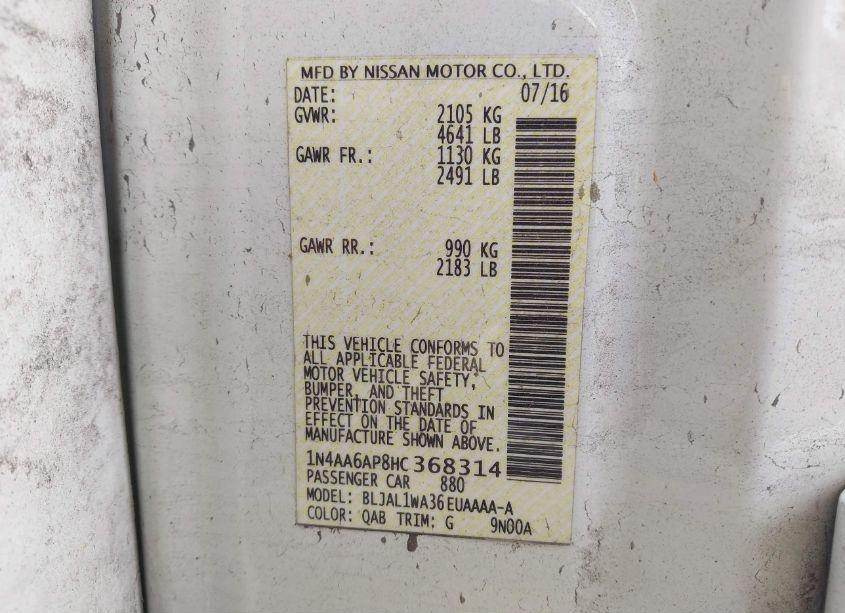 MFD BY NISSAN MOTOR CO., LTD.
DATE: 07/16
GVWR: 2105 KG
4641 LB
GAWR FR.: 1130 KG
2491 LB
GAWR RR.: 990 KG
2183 LB
THIS VEHICLE CONFORMS TO
ALL APPLICABLE FEDERAL
MOTOR VEHICLE SAFETY,
BUMPER, AND THEFT
PREVENTION STANDARDS IN
EFFECT ON THE DATE OF
MANUFACTURE SHOWN ABOVE.
1N4AA6AP8HC368314
PASSENGER CAR 880
MODEL: BLJAL1WA36EUAAAA-A
COLOR: QAB TRIM: G 9N00A